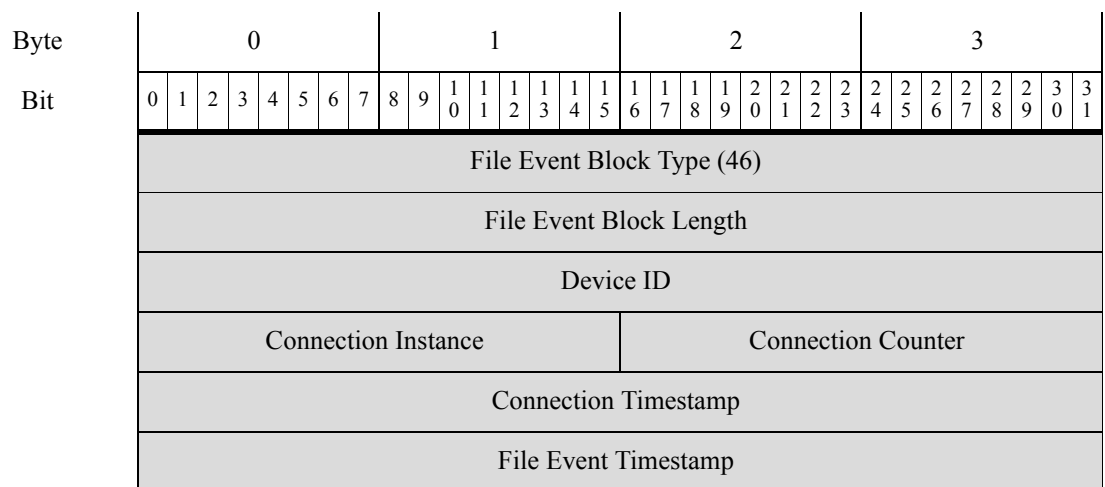 Byte 0 1 2 3
Bit 0 1 2 3 4 5 6 7 8 9 10 11 12 13 14 15 16 17 18 19 20 21 22 23 24 25 26 27 28 29 30 31
File Event Block Type (46)
File Event Block Length
Device ID
Connection Instance Connection Counter
Connection Timestamp
File Event Timestamp